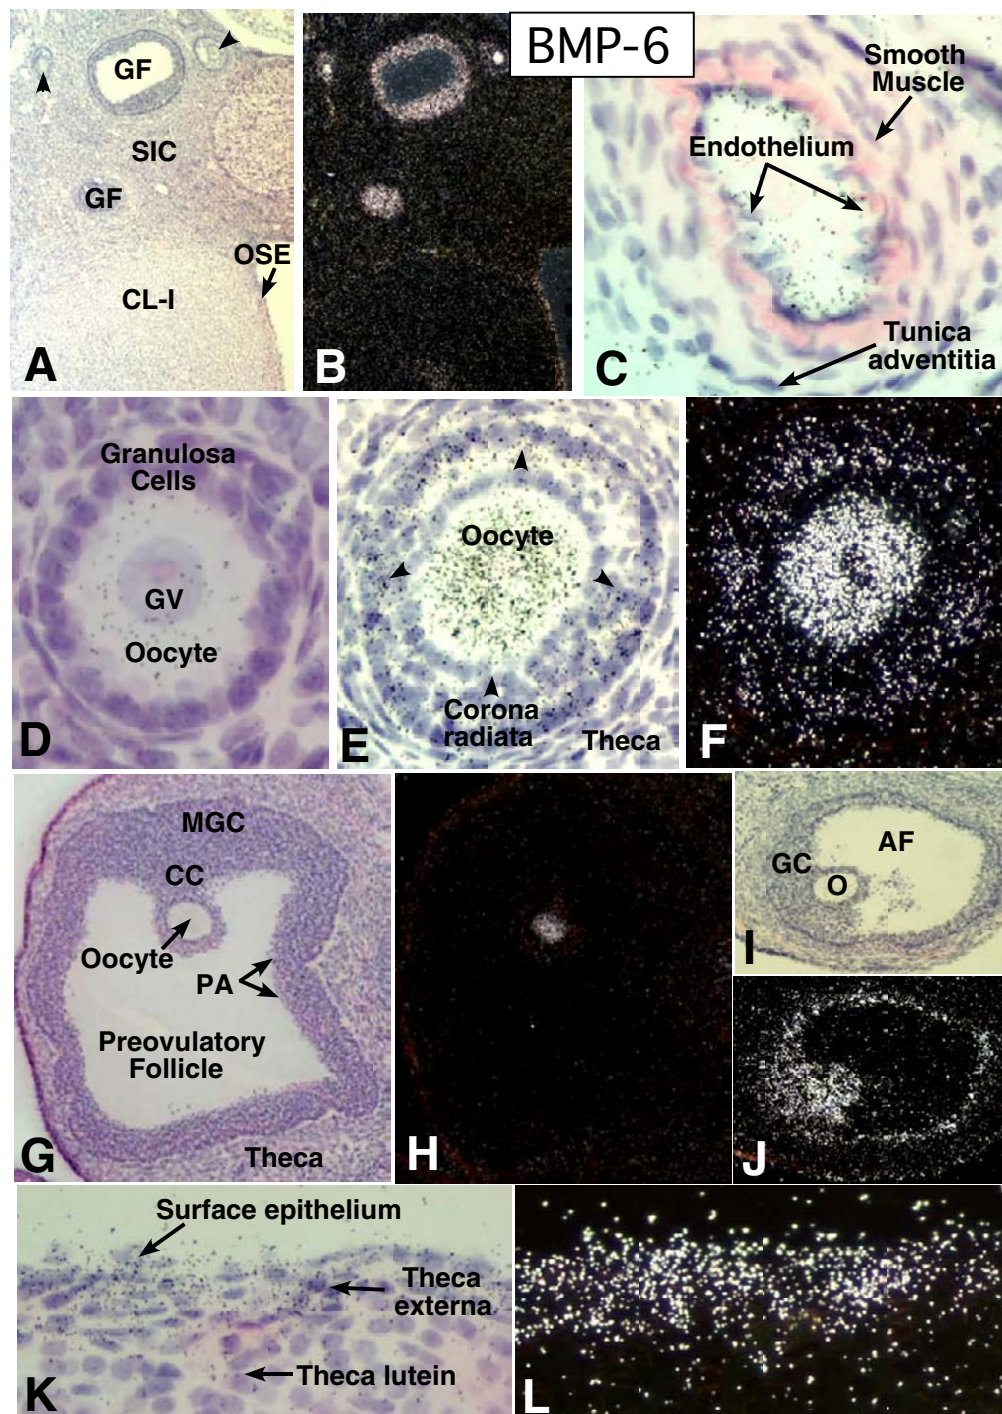 BMP-6
GF
SIC
GF
OSE
CL-I
A
B
Smooth
Muscle
Endothelium
Tunica
adventitia
C
Granulosa
Cells
GV
Oocyte
D
Oocyte
Corona
radiata
Theca
E
F
MGC
CC
Oocyte
PA
Preovulatory
Follicle
Theca
G
H
AF
GC
O
I
J
Surface epithelium
Theca
externa
Theca lutein
K
L